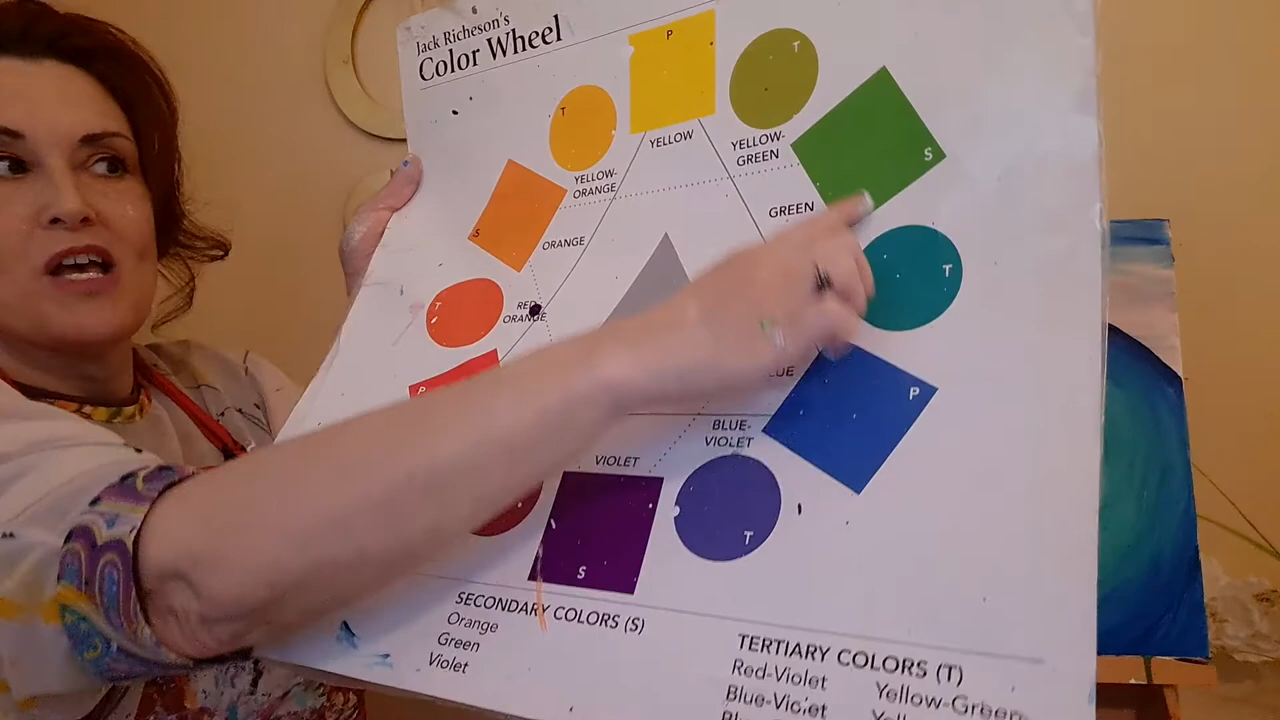 Jack Richeson's
Color Wheel
P
YELLOW
T
YELLOW-
GREEN
T
YELLOW-
ORANGE
S
GREEN
S
ORANGE
T
T
RED
ORANGE
P
P
BLUE-
VIOLET
VIOLET
T
S
SECONDARY COLORS (S)
Orange
Green
Violet
TERTIARY COLORS (T)
Red-Violet
Yellow-Green
Blue-Violet